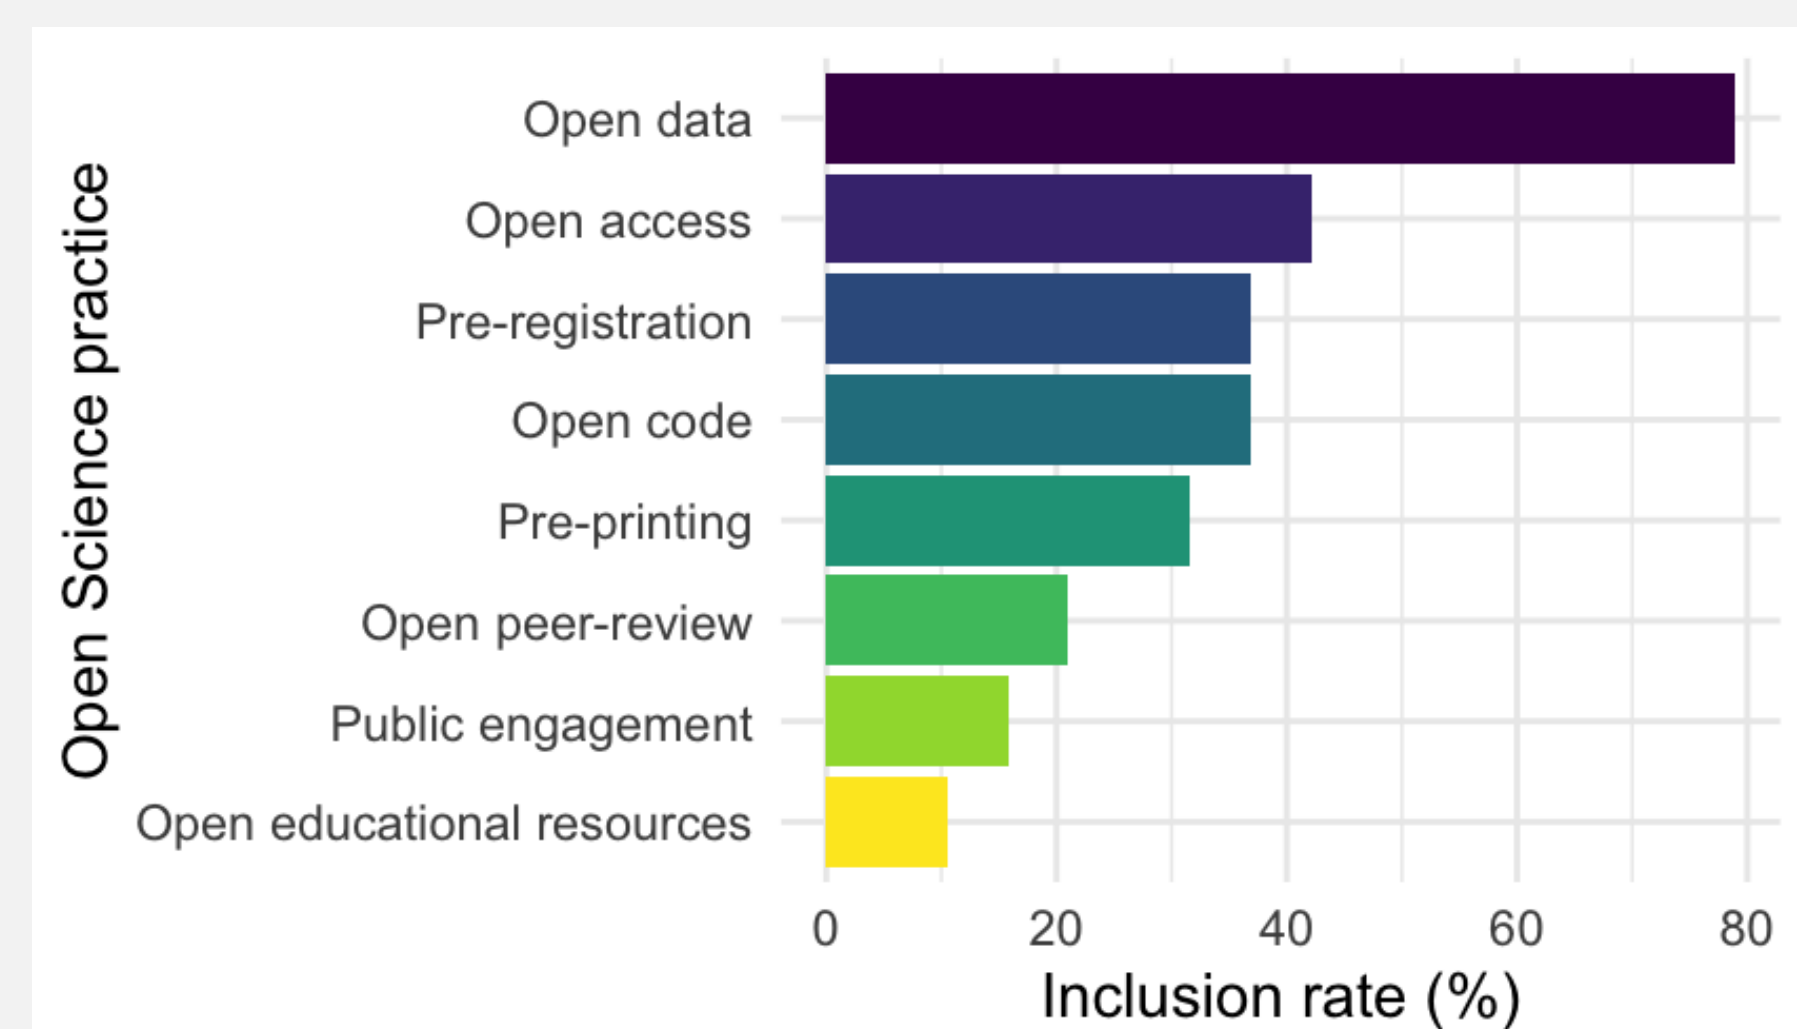 Open Science practice
Open data
Open access
Pre-registration
Open code
Pre-printing
Open peer-review
Public engagement
Open educational resources
0 20 40 60 80
Inclusion rate (%)